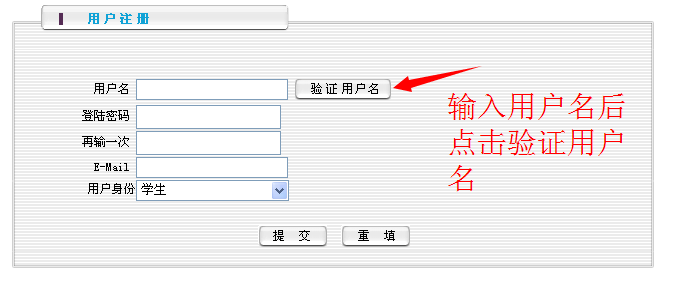 用户注册
用户名 验证用户名
登陆密码
再输一次
E-Mail
用户身份 学生
提 交 重 填
输入用户名后
点击验证用户
名